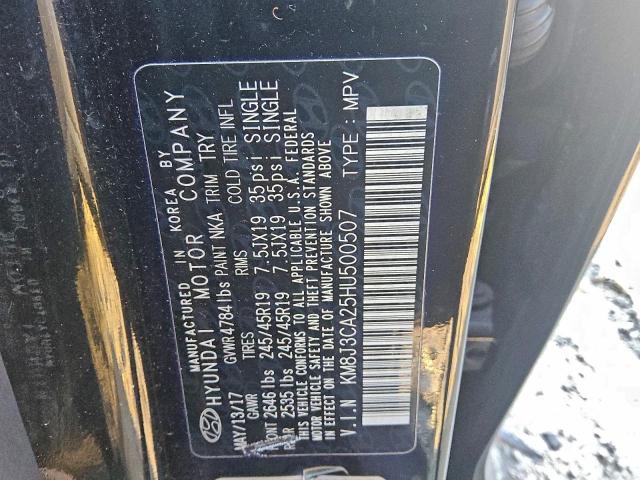 MANUFACTURED IN KOREA BY
HYUNDAI MOTOR COMPANY
MAY/13/17 GVWR4784 lbs PAINT NKA TRIM TRY
GAWR TIRES RIMS COLD TIRE INFL
FRONT 2646 lbs 245/45R19 7.5JX19 35psi SINGLE
REAR 2535 lbs 245/45R19 7.5JX19 35psi SINGLE
THIS VEHICLE CONFORMS TO ALL APPLICABLE U.S.A. FEDERAL
MOTOR VEHICLE SAFETY AND THEFT PREVENTION STANDARDS
IN EFFECT ON THE DATE OF MANUFACTURE SHOWN ABOVE
V.I.N KM8J3CA25HU500507 TYPE : MPV